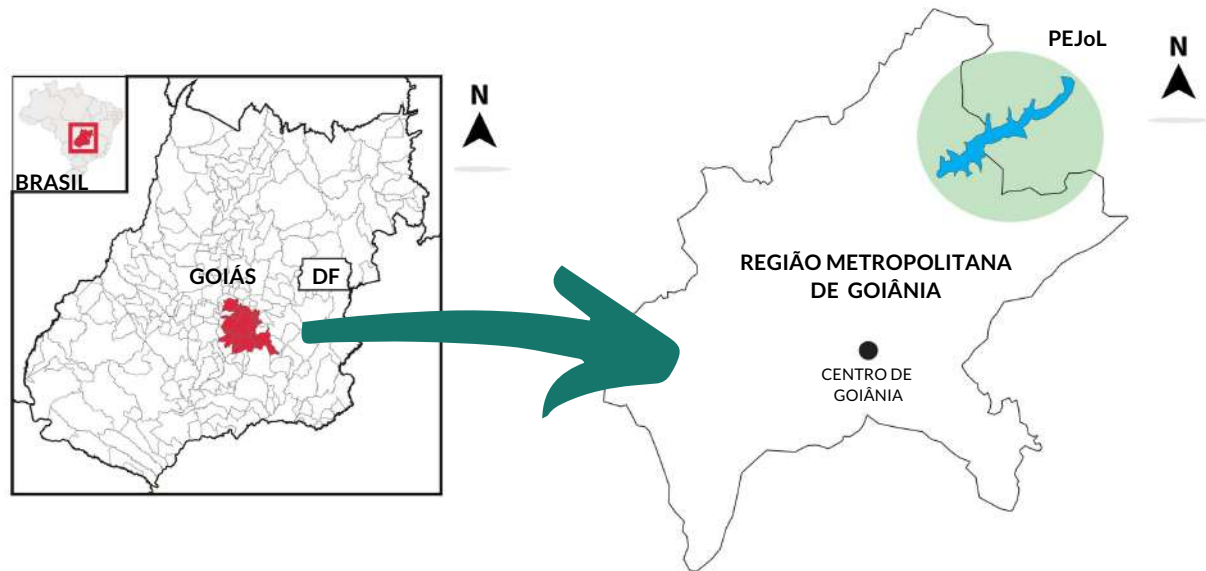 BRASIL
N
GOIÁS
DF
PEJoL
N
REGIÃO METROPOLITANA
DE GOIÂNIA
CENTRO DE
GOIÂNIA